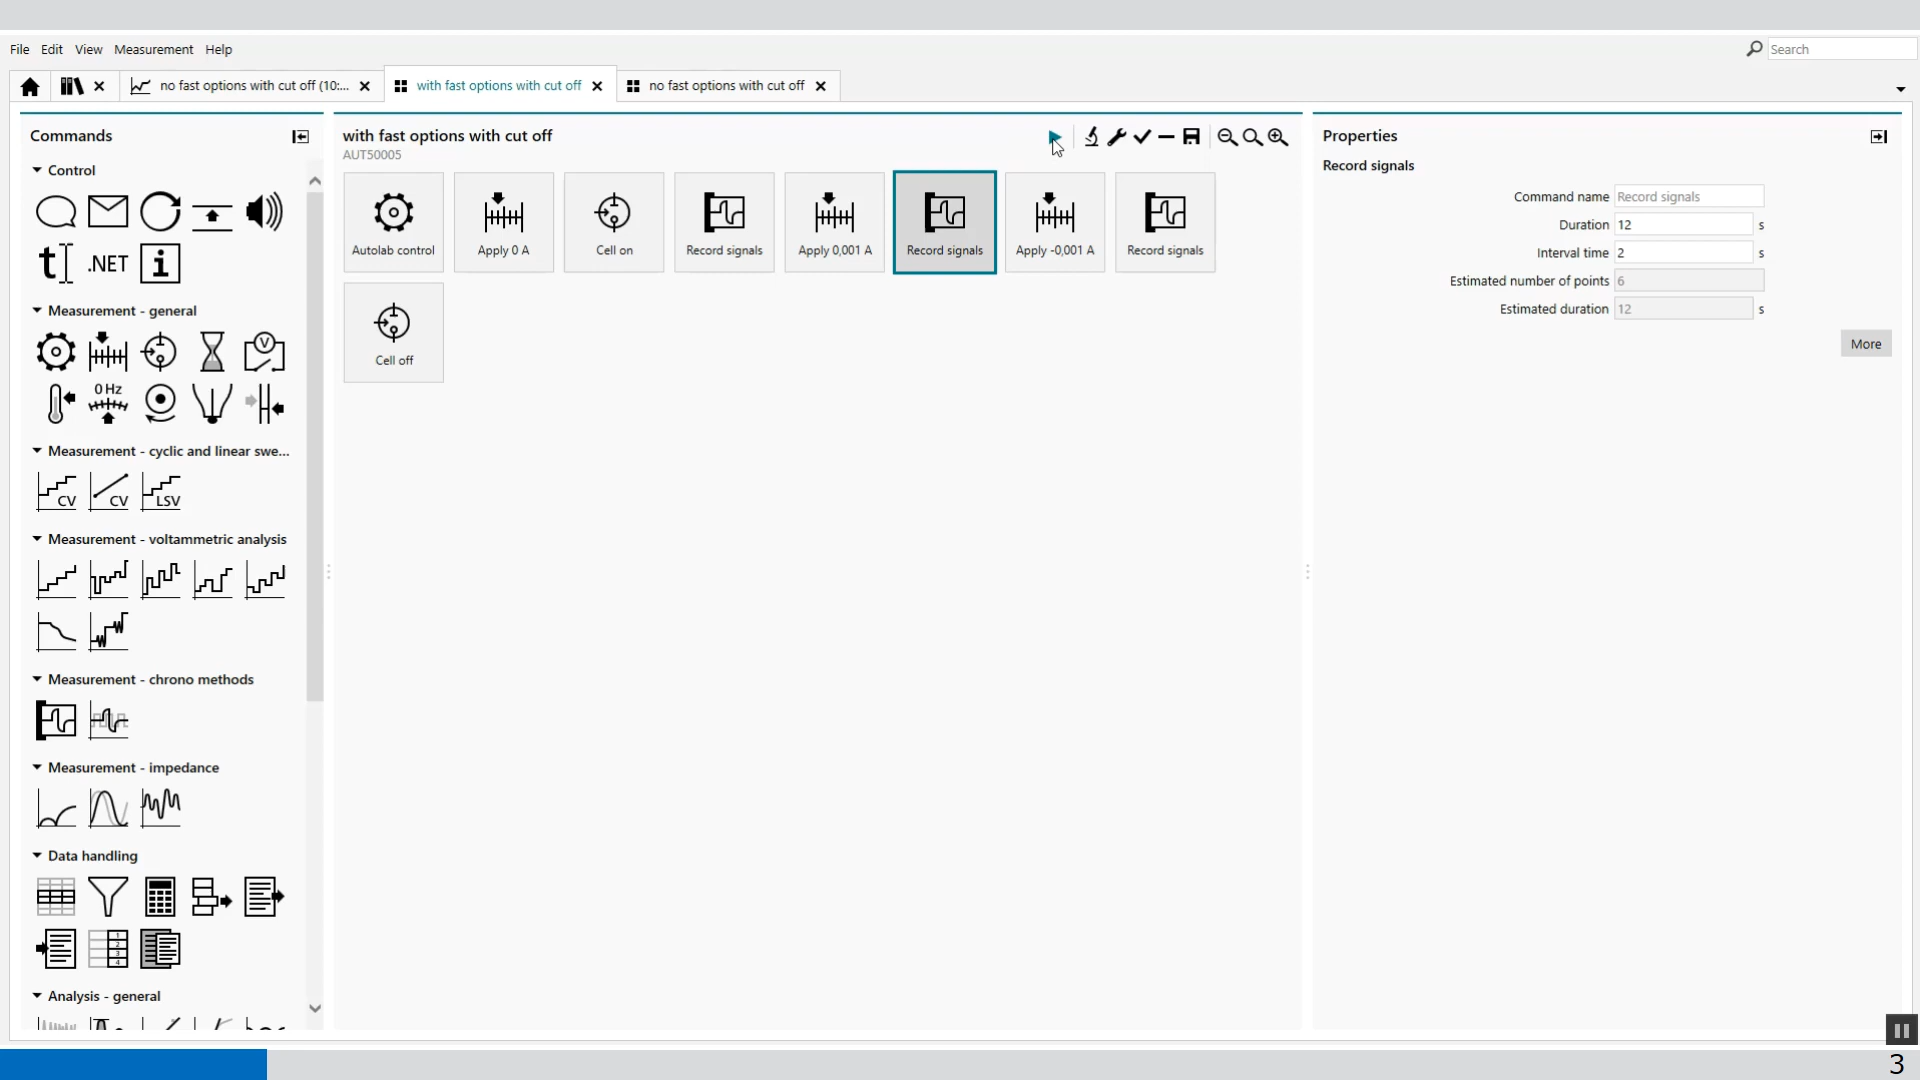 File Edit View Measurement Help
Search
no fast options with cut off (10:...
with fast options with cut off
no fast options with cut off
Commands
Control
t
.NET
i
Measurement - general
V
0 Hz
Measurement - cyclic and linear swe...
CV
CV
LSV
Measurement - voltammetric analysis
Measurement - chrono methods
Measurement - impedance
Data handling
1
2
3
4
Analysis - general
with fast options with cut off
AUT50005
Autolab control
Apply 0 A
Cell on
Record signals
Apply 0,001 A
Record signals
Apply -0,001 A
Record signals
Cell off
Properties
Record signals
Command name Record signals
Duration 12 s
Interval time 2 s
Estimated number of points 6
Estimated duration 12 s
More
3